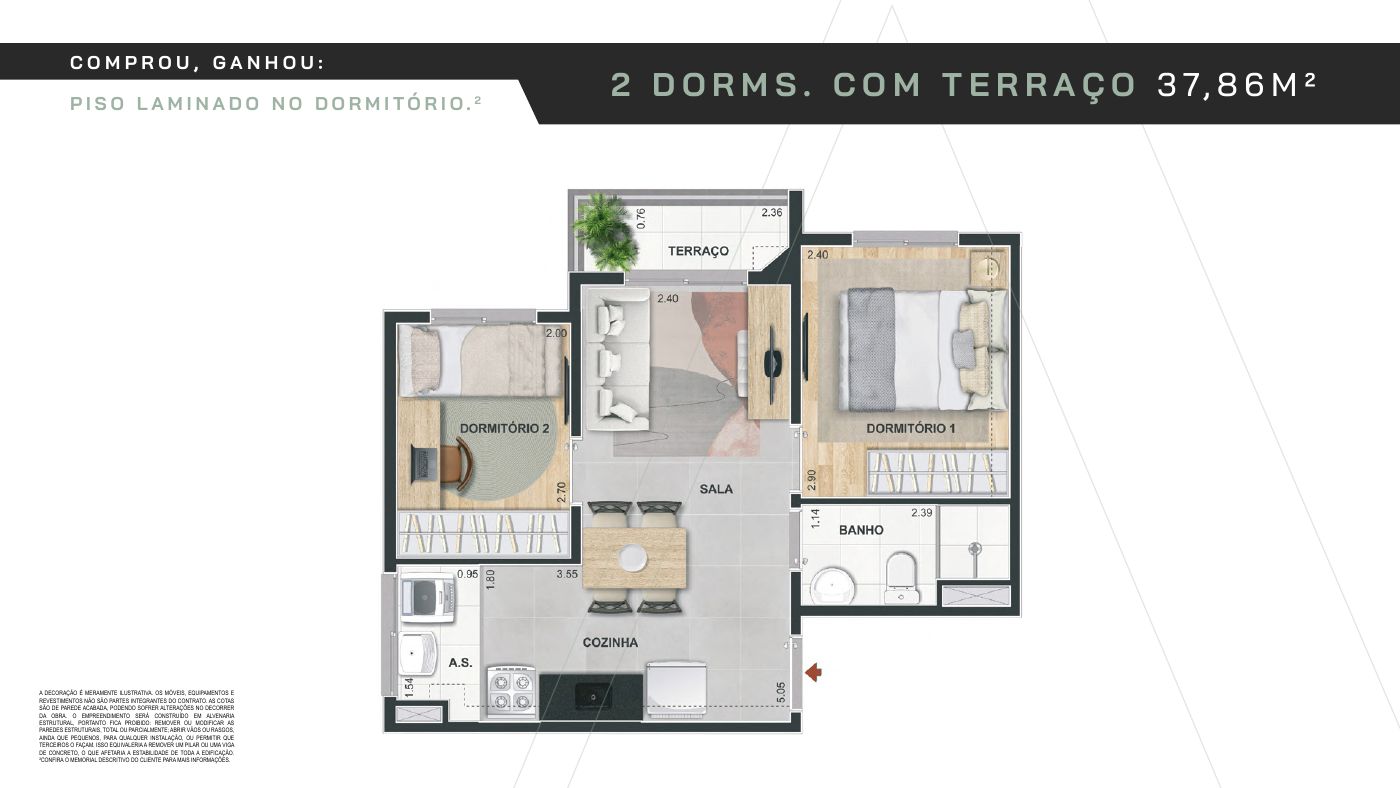 COMPROU, GANHOU:
PISO LAMINADO NO DORMITÓRIO.²
2 DORMS. COM TERRAÇO 37,86M²
0.76
2.36
TERRAÇO
2.40
2.40
2.00
DORMITÓRIO 2
DORMITÓRIO 1
2.70
SALA
2.90
1.14
2.39
BANHO
0.95
1.80
3.55
COZINHA
A.S.
1.54
5.05
A DECORAÇÃO É MERAMENTE ILUSTRATIVA. OS MÓVEIS, EQUIPAMENTOS E
REVESTIMENTOS NÃO SÃO PARTES INTEGRANTES DO CONTRATO. AS COTAS
SÃO DE PAREDE ACABADA, PODENDO SOFRER ALTERAÇÕES NO DECORRER
DA OBRA. O EMPREENDIMENTO SERÁ CONSTRUÍDO EM ALVENARIA
ESTRUTURAL, PORTANTO FICA PROIBIDO: REMOVER OU MODIFICAR AS
PAREDES ESTRUTURAIS, TOTAL OU PARCIALMENTE; ABRIR VÃOS OU RASGOS,
AINDA QUE PEQUENOS, PARA QUALQUER INSTALAÇÃO, OU PERMITIR QUE
TERCEIROS O FAÇAM, ISSO EQUIVALERIA A REMOVER UM PILAR OU UMA VIGA
DE CONCRETO, O QUE AFETARIA A ESTABILIDADE DE TODA A EDIFICAÇÃO.
²CONFIRA O MEMORIAL DESCRITIVO DO CLIENTE PARA MAIS INFORMAÇÕES.